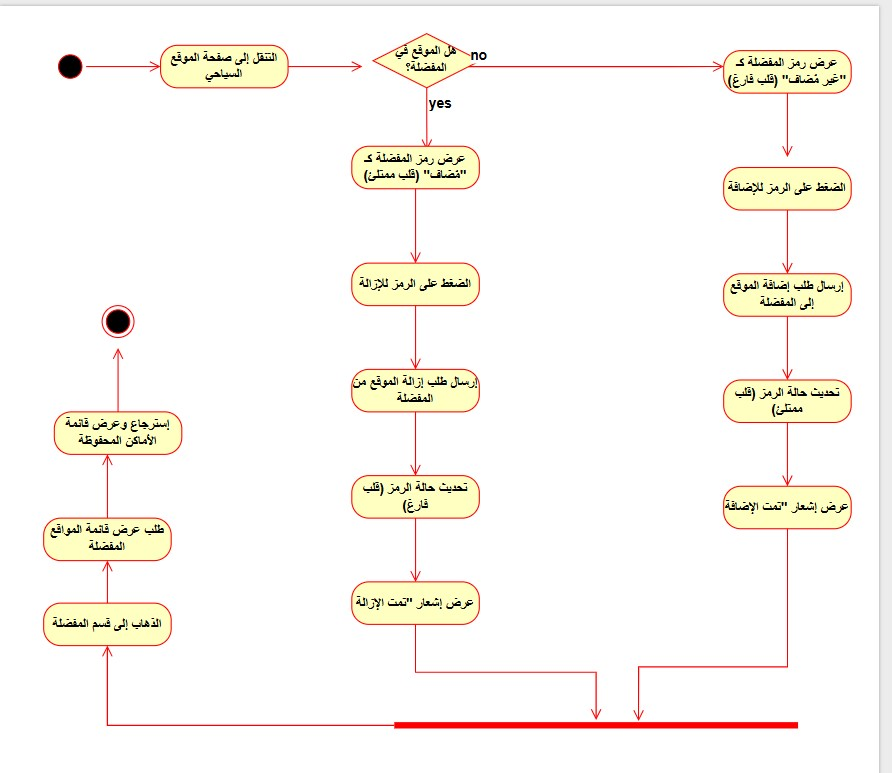 التنقل إلى صفحة الموقع
السياحي
هل الموقع في
المفضلة؟
no
yes
عرض رمز المفضلة كـ
"غير مُضاف" (قلب فارغ)
الضغط على الرمز للإضافة
إرسال طلب إضافة الموقع
إلى المفضلة
تحديث حالة الرمز (قلب
ممتلئ)
عرض إشعار "تمت الإضافة
عرض رمز المفضلة كـ
"مُضاف" (قلب ممتلئ)
الضغط على الرمز للإزالة
إرسال طلب إزالة الموقع من
المفضلة
تحديث حالة الرمز (قلب
فارغ)
عرض إشعار "تمت الإزالة
الذهاب إلى قسم المفضلة
طلب عرض قائمة المواقع
المفضلة
إسترجاع وعرض قائمة
الأماكن المحفوظة